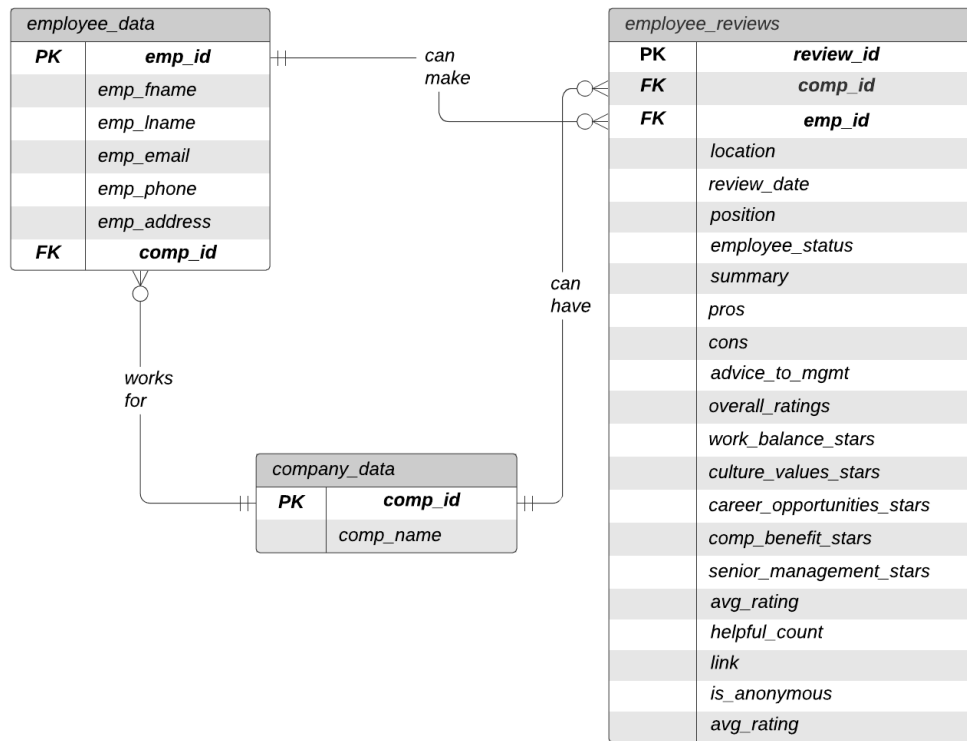 employee_data
PK emp_id
emp_fname
emp_lname
emp_email
emp_phone
emp_address
FK comp_id
can
make
works
for
company_data
PK comp_id
comp_name
can
have
employee_reviews
PK review_id
FK comp_id
FK emp_id
location
review_date
position
employee_status
summary
pros
cons
advice_to_mgmt
overall_ratings
work_balance_stars
culture_values_stars
career_opportunities_stars
comp_benefit_stars
senior_management_stars
avg_rating
helpful_count
link
is_anonymous
avg_rating